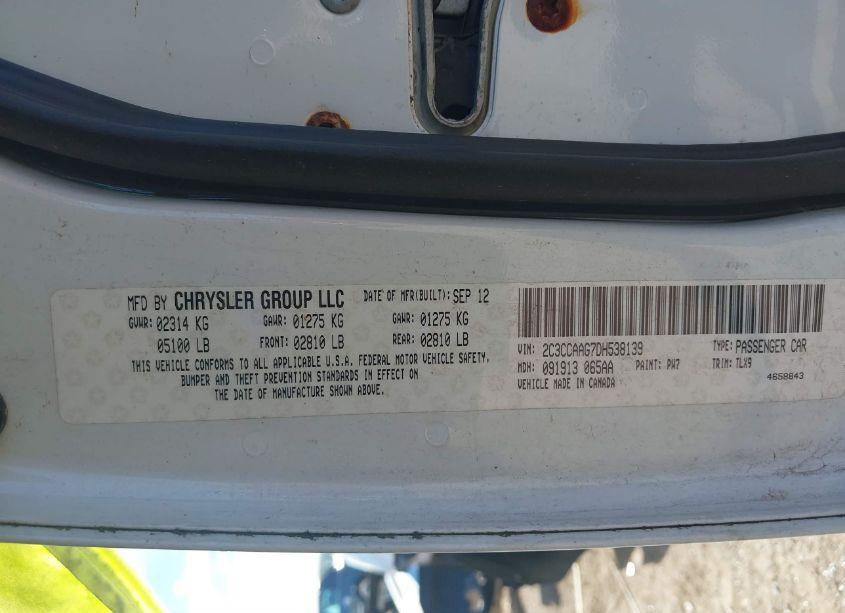 MFD BY CHRYSLER GROUP LLC DATE OF MFR(BUILT): SEP 12
GVWR: 02314 KG GAWR: 01275 KG GAWR: 01275 KG
05100 LB FRONT: 02810 LB REAR: 02810 LB
THIS VEHICLE CONFORMS TO ALL APPLICABLE U.S.A. FEDERAL MOTOR VEHICLE SAFETY,
BUMPER AND THEFT PREVENTION STANDARDS IN EFFECT ON
THE DATE OF MANUFACTURE SHOWN ABOVE.
VIN: 2C3CCAAG7DH538139 TYPE: PASSENGER CAR
MDH: 091913 065AA PAINT: PW7 TRIM: TLX9
VEHICLE MADE IN CANADA 4658843